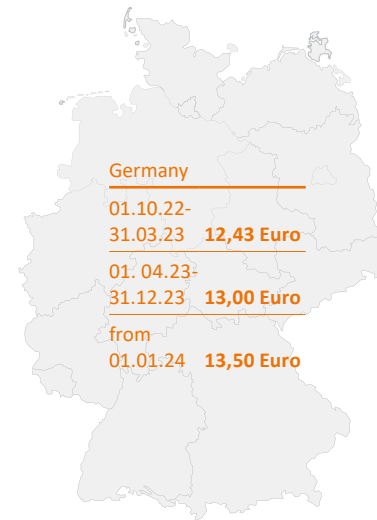 Germany
01.10.22-
31.03.23 12,43 Euro
01. 04.23-
31.12.23 13,00 Euro
from
01.01.24 13,50 Euro